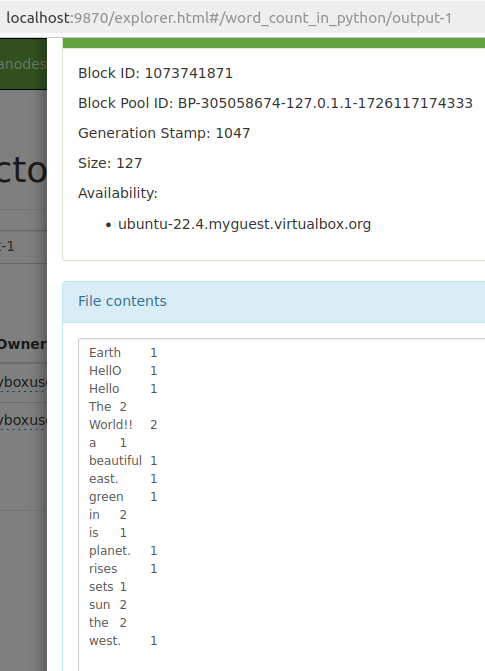 localhost:9870/explorer.html#/word_count_in_python/output-1
anodes
Block ID: 1073741871
Block Pool ID: BP-305058674-127.0.1.1-1726117174333
Generation Stamp: 1047
cto
Size: 127
Availability:
ubuntu-22.4.myguest.virtualbox.org
t-1
File contents
Owner
Earth 1
HellO 1
Hello 1
The 2
World!! 2
a 1
beautiful 1
east. 1
green 1
in 2
is 1
planet. 1
rises 1
sets 1
sun 2
the 2
west. 1
vboxuse
vboxuse